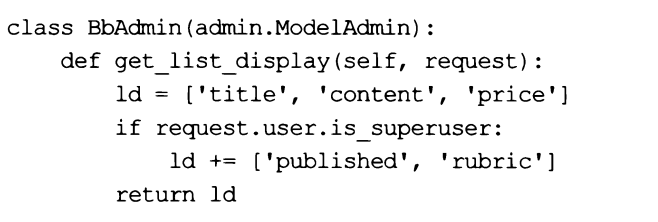 class BbAdmin(admin.ModelAdmin):
    def get_list_display(self, request):
        ld = ['title', 'content', 'price']
        if request.user.is_superuser:
            ld += ['published', 'rubric']
        return ld